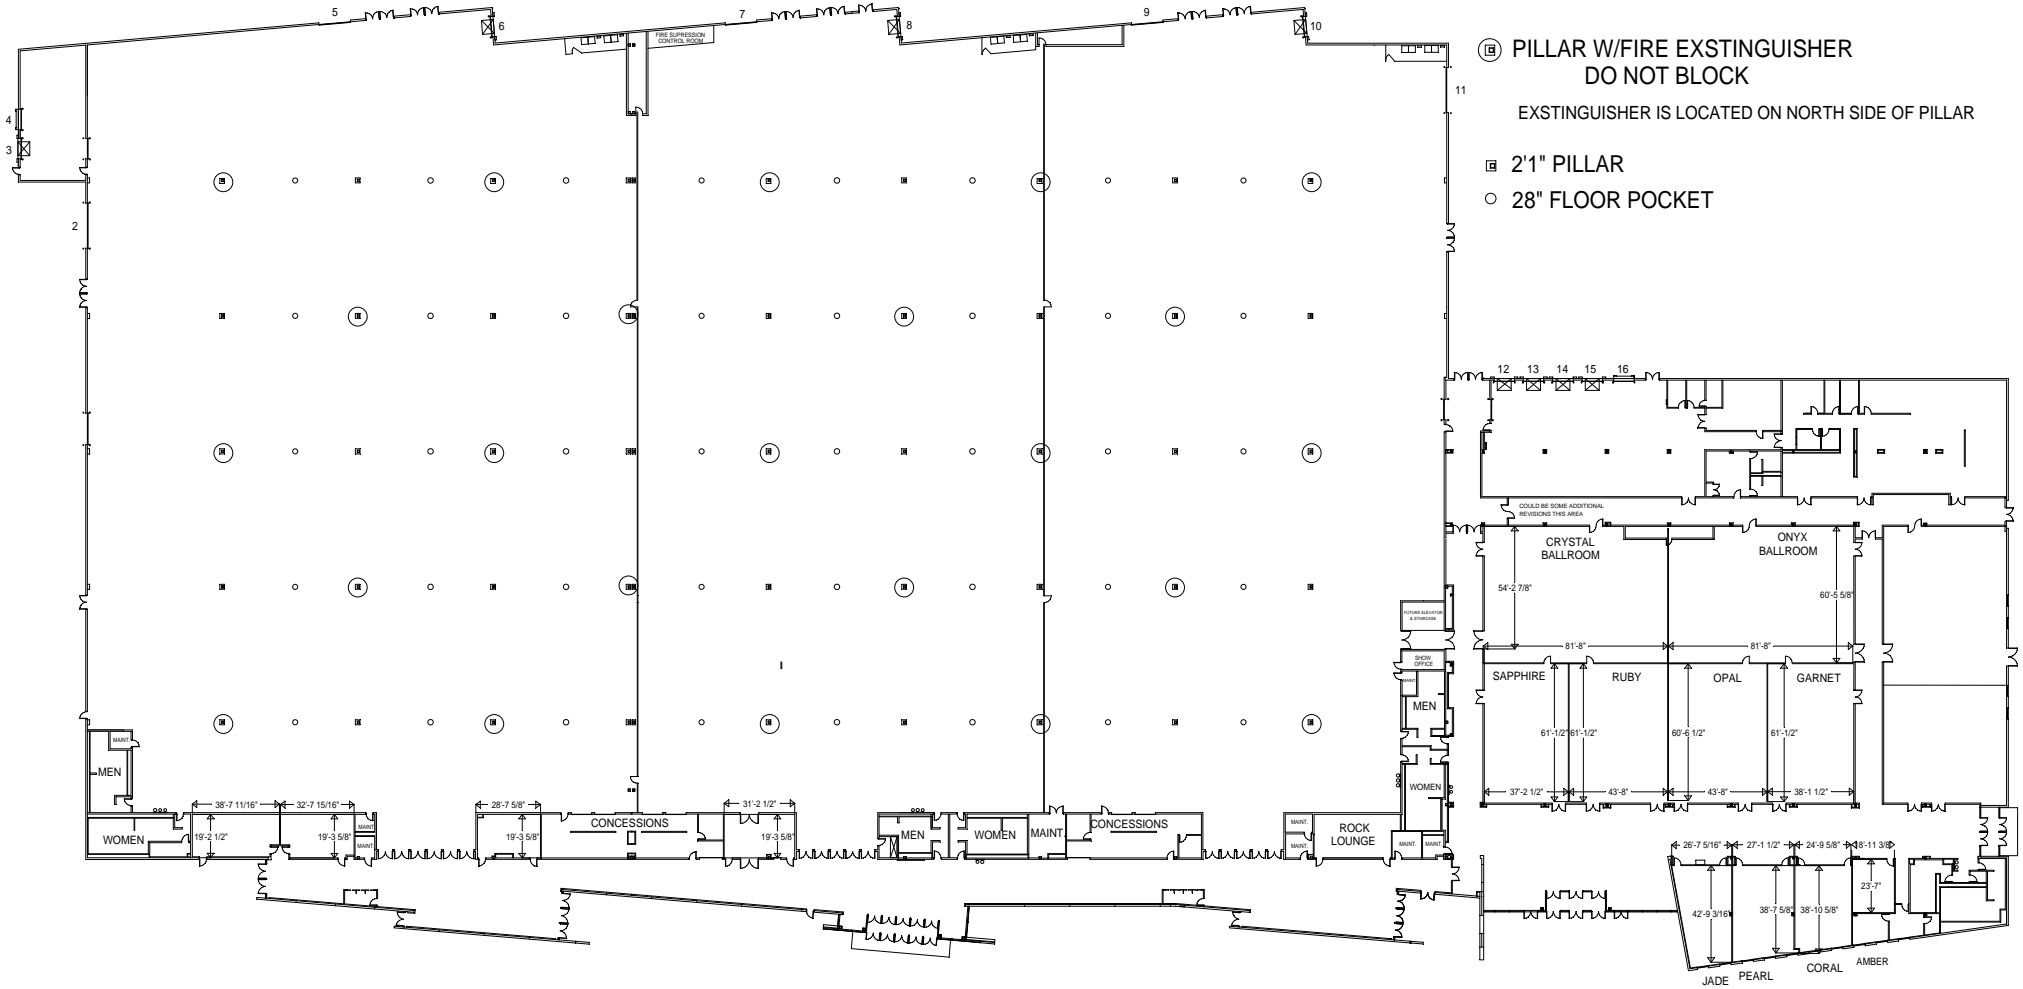 5
6
7
8
9
10
FIRE SUPRESSION
CONTROL ROOM
PILLAR W/FIRE EXSTINGUISHER
DO NOT BLOCK
EXSTINGUISHER IS LOCATED ON NORTH SIDE OF PILLAR
2'1" PILLAR
28" FLOOR POCKET
11
4
3
2
12
13
14
15
16
COULD BE SOME ADDITIONAL
REVISIONS THIS AREA
CRYSTAL
BALLROOM
ONYX
BALLROOM
54'-2 7/8"
60'-5 5/8"
FUTURE ELEVATOR
& STAIRCASE
81'-8"
81'-8"
SHOW
OFFICE
SAPPHIRE
RUBY
OPAL
GARNET
MAINT.
MEN
61'-1/2"
61'-1/2"
60'-6 1/2"
61'-1/2"
MAINT.
MEN
WOMEN
37'-2 1/2"
43'-8"
43'-8"
38'-1 1/2"
38'-7 11/16"
32'-7 15/16"
28'-7 5/8"
31'-2 1/2"
WOMEN
19'-2 1/2"
19'-3 5/8"
MAINT.
MAINT.
19'-3 5/8"
CONCESSIONS
19'-3 5/8"
MEN
WOMEN
MAINT.
CONCESSIONS
MAINT.
MAINT.
ROCK
LOUNGE
MAINT.
MAINT.
26'-7 5/16"
27'-1 1/2"
24'-9 5/8"
18'-11 3/8"
23'-7"
42'-9 3/16"
38'-7 5/8"
38'-10 5/8"
JADE
PEARL
CORAL
AMBER